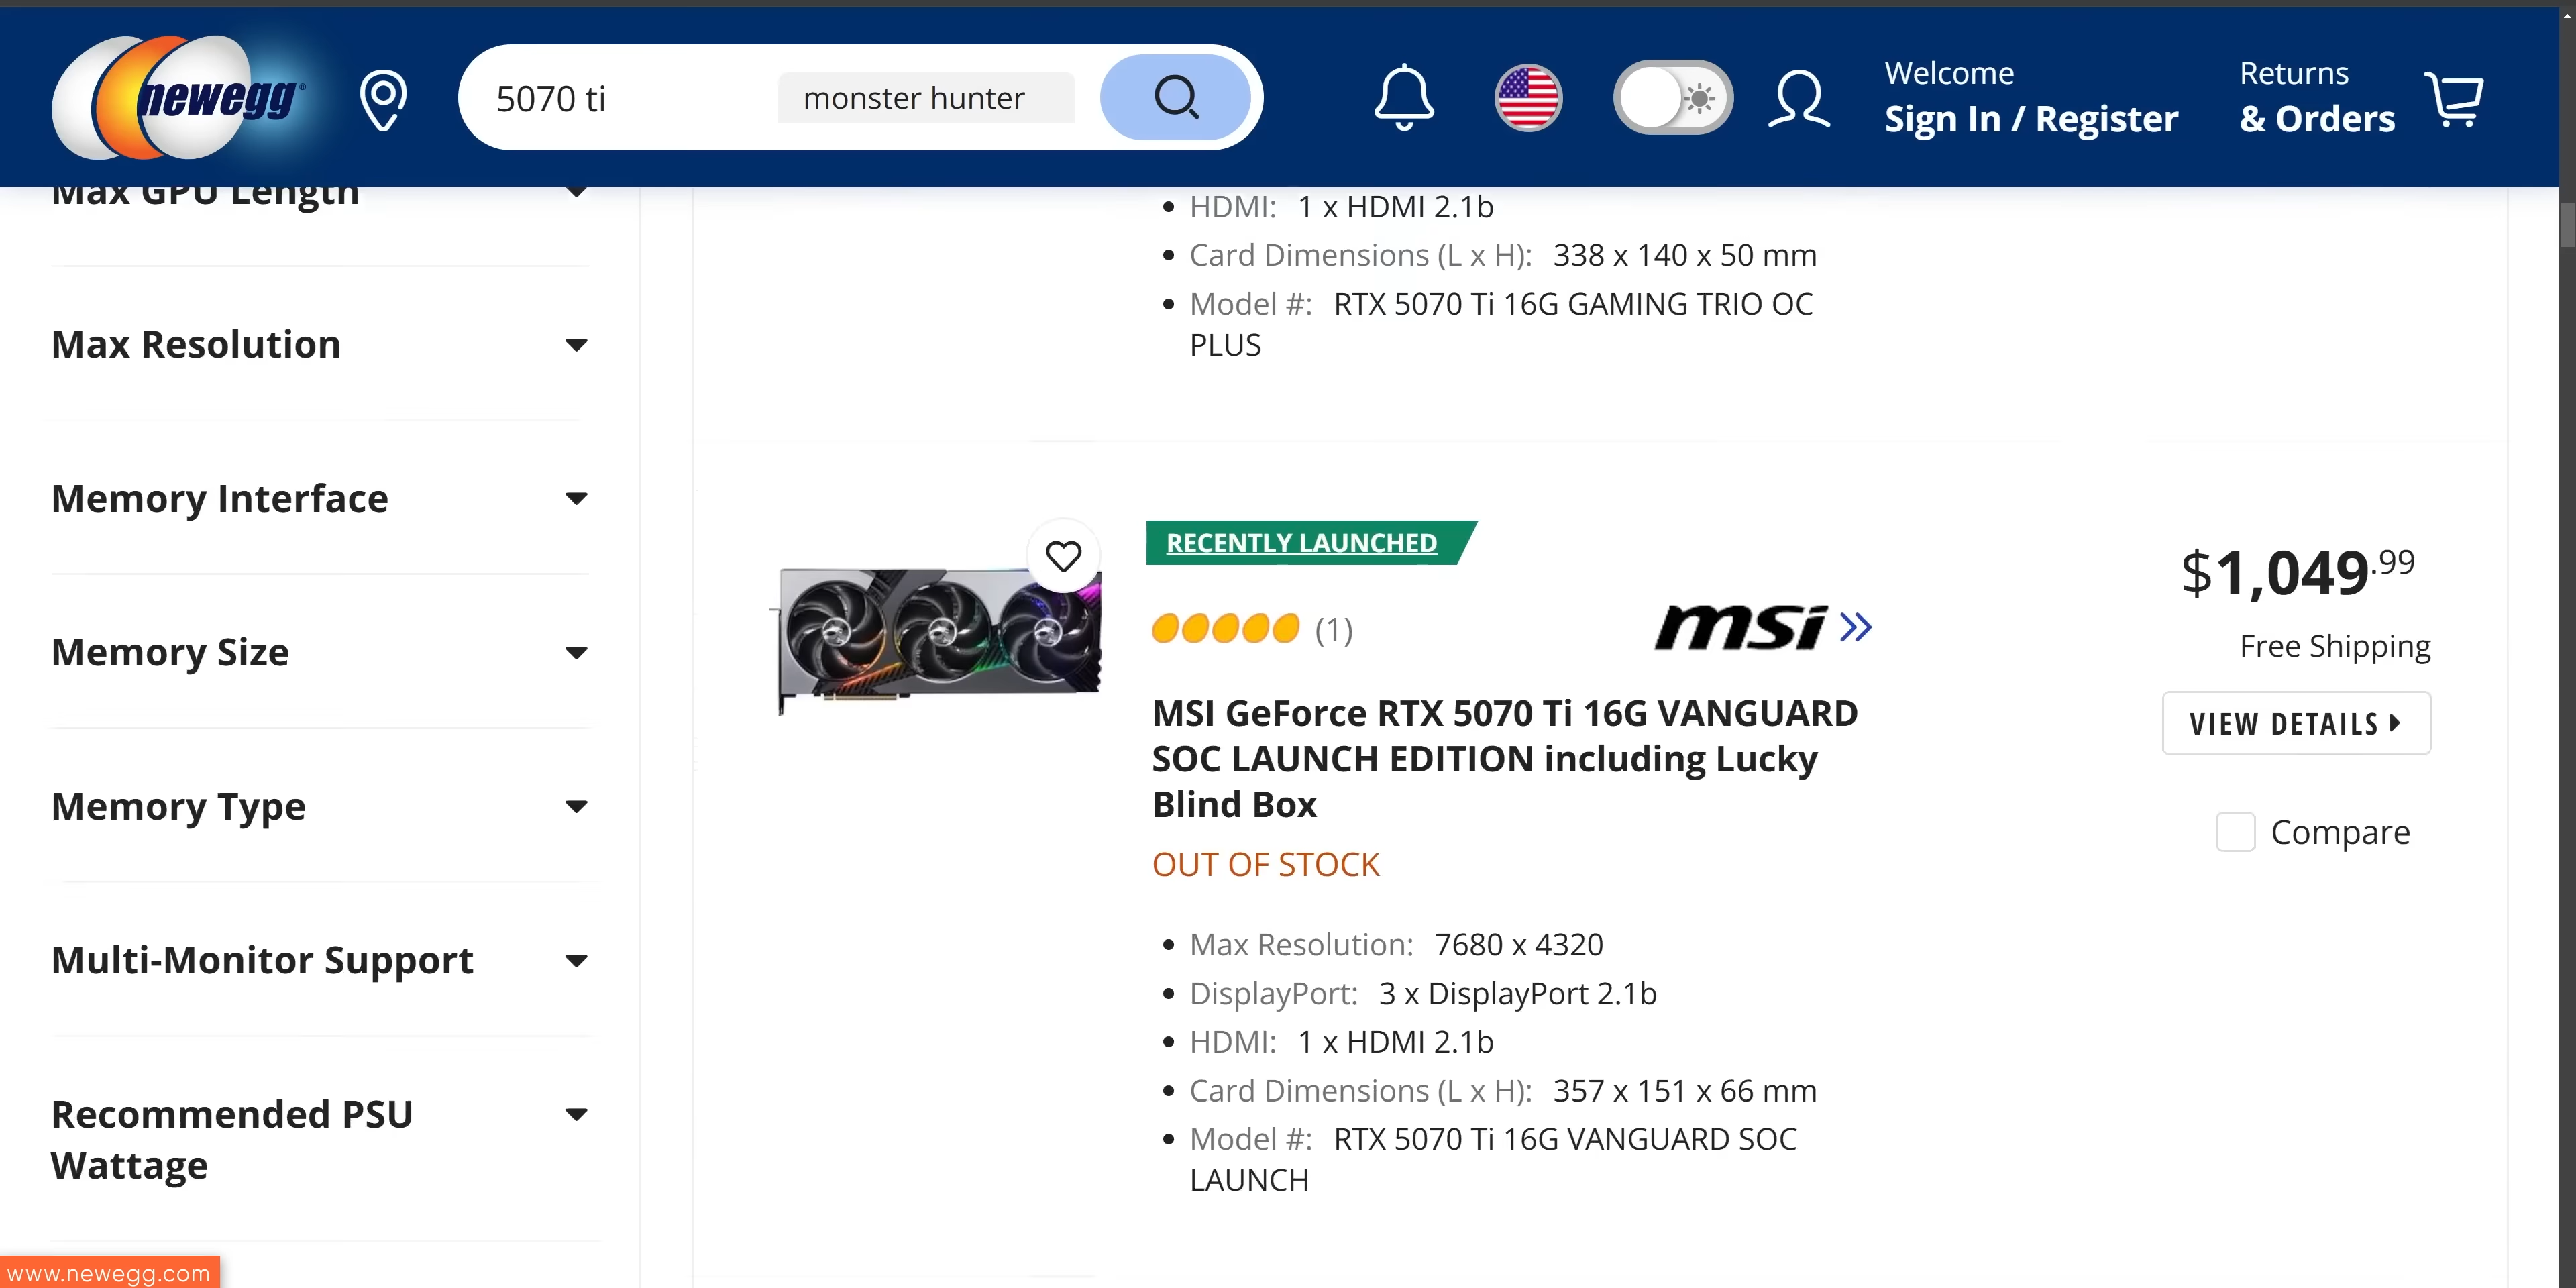 newegg
5070 ti
monster hunter
Welcome
Sign In / Register
Returns
& Orders
Max GPU Length
Max Resolution
Memory Interface
Memory Size
Memory Type
Multi-Monitor Support
Recommended PSU
Wattage
HDMI: 1 x HDMI 2.1b
Card Dimensions (L x H): 338 x 140 x 50 mm
Model #: RTX 5070 Ti 16G GAMING TRIO OC
PLUS
RECENTLY LAUNCHED
(1)
msi
MSI GeForce RTX 5070 Ti 16G VANGUARD
SOC LAUNCH EDITION including Lucky
Blind Box
OUT OF STOCK
Max Resolution: 7680 x 4320
DisplayPort: 3 x DisplayPort 2.1b
HDMI: 1 x HDMI 2.1b
Card Dimensions (L x H): 357 x 151 x 66 mm
Model #: RTX 5070 Ti 16G VANGUARD SOC
LAUNCH
$1,049.99
Free Shipping
VIEW DETAILS
Compare
www.newegg.com